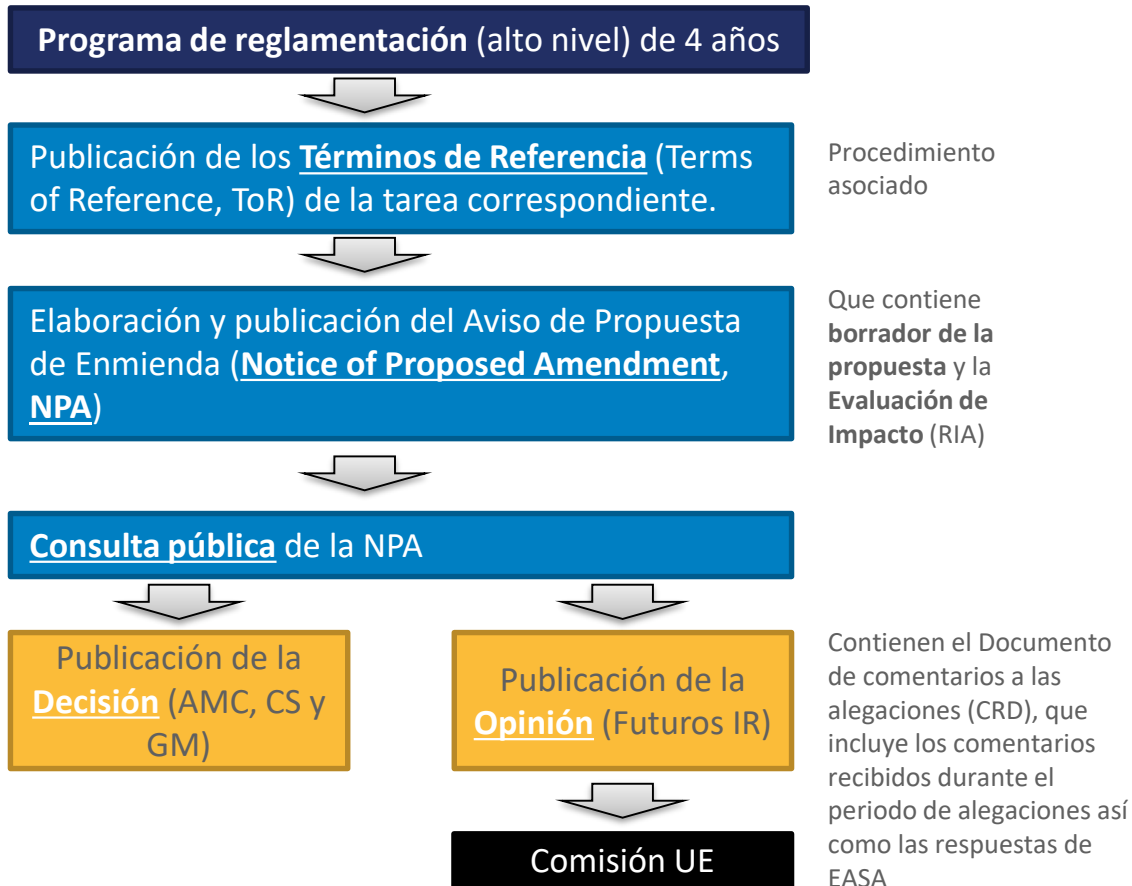 Programa de reglamentación (alto nivel) de 4 años
Publicación de los Términos de Referencia (Terms
of Reference, ToR) de la tarea correspondiente.
Procedimiento
asociado
Elaboración y publicación del Aviso de Propuesta
de Enmienda (Notice of Proposed Amendment,
NPA)
Que contiene
borrador de la
propuesta y la
Evaluación de
Impacto (RIA)
Consulta pública de la NPA
Publicación de la
Decisión (AMC, CS y
GM)
Publicación de la
Opinión (Futuros IR)
Contienen el Documento
de comentarios a las
alegaciones (CRD), que
incluye los comentarios
recibidos durante el
periodo de alegaciones así
como las respuestas de
EASA
Comisión UE